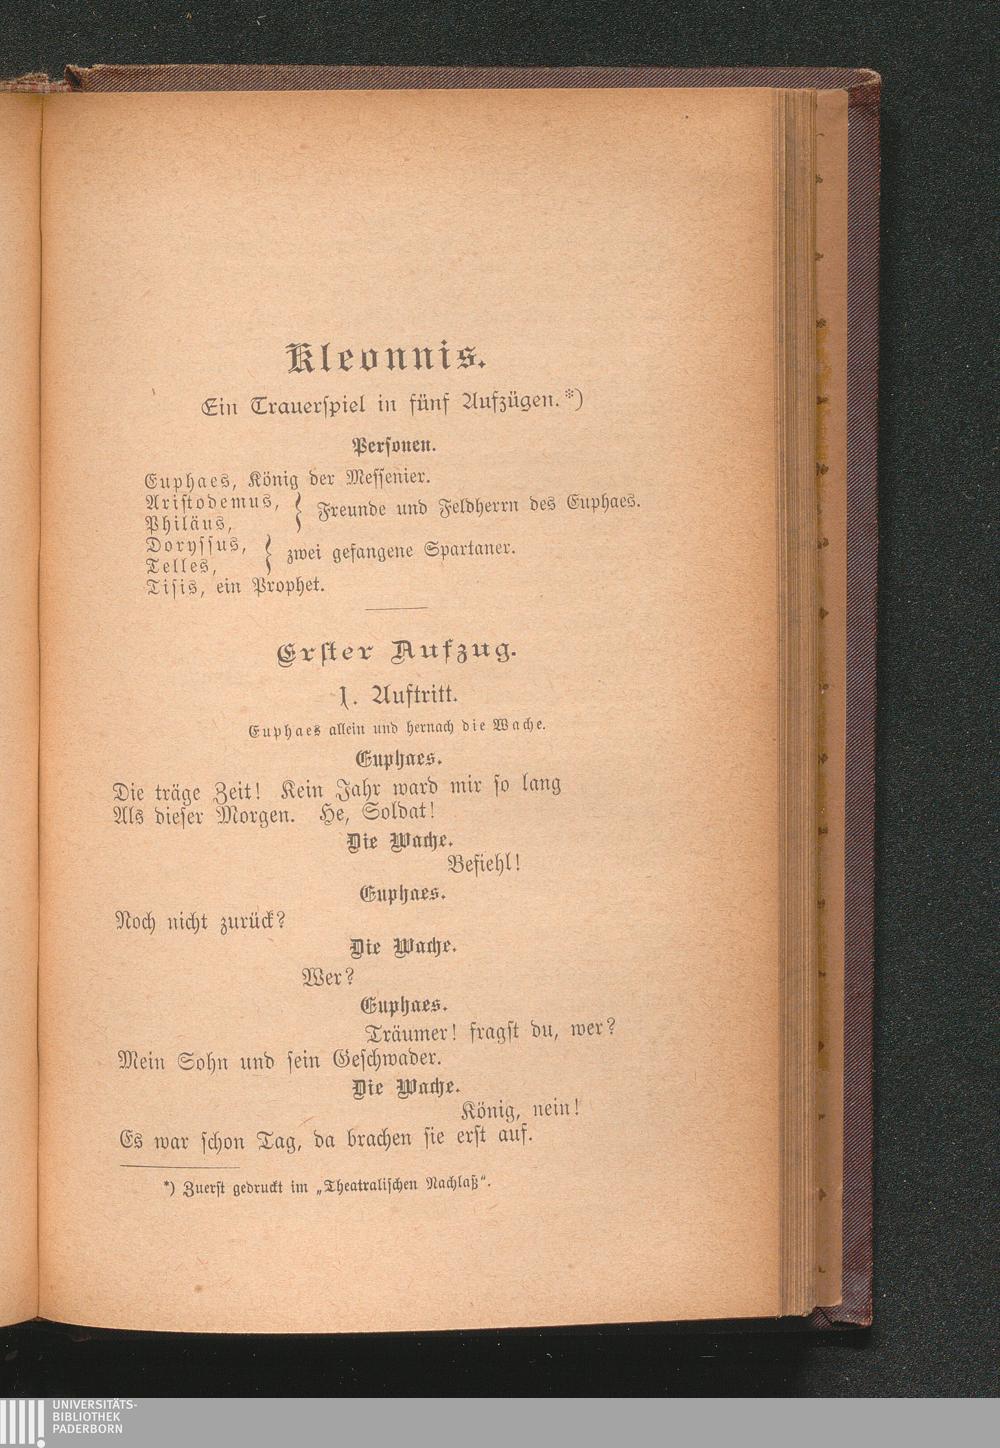 Kleonnis.
Ein Trauerſpiel in fünf Aufzügen.*)
Perſonen.
Euphaes, König der Meſſenier.
Ariſtodemus, } Freunde und Feldherrn des Euphaes.
Philäus,
Doryſſus, } zwei gefangene Spartaner.
Telles,
Tiſis, ein Prophet.
Erſter Aufzug.
1. Auftritt.
Euphaes allein und hernach die Wache.
Euphaes.
Die träge Zeit! Kein Jahr ward mir ſo lang
Als dieſer Morgen. He, Soldat!
Die Wache.
Befiehl!
Euphaes.
Noch nicht zurück?
Die Wache.
Wer?
Euphaes.
Träumer! fragſt du, wer?
Mein Sohn und ſein Geſchwader.
Die Wache.
König, nein!
Es war ſchon Tag, da brachen ſie erſt auf.
*) Zuerſt gedruckt im „Theatraliſchen Nachlaß“.
UNIVERSITÄTS-
BIBLIOTHEK
PADERBORN